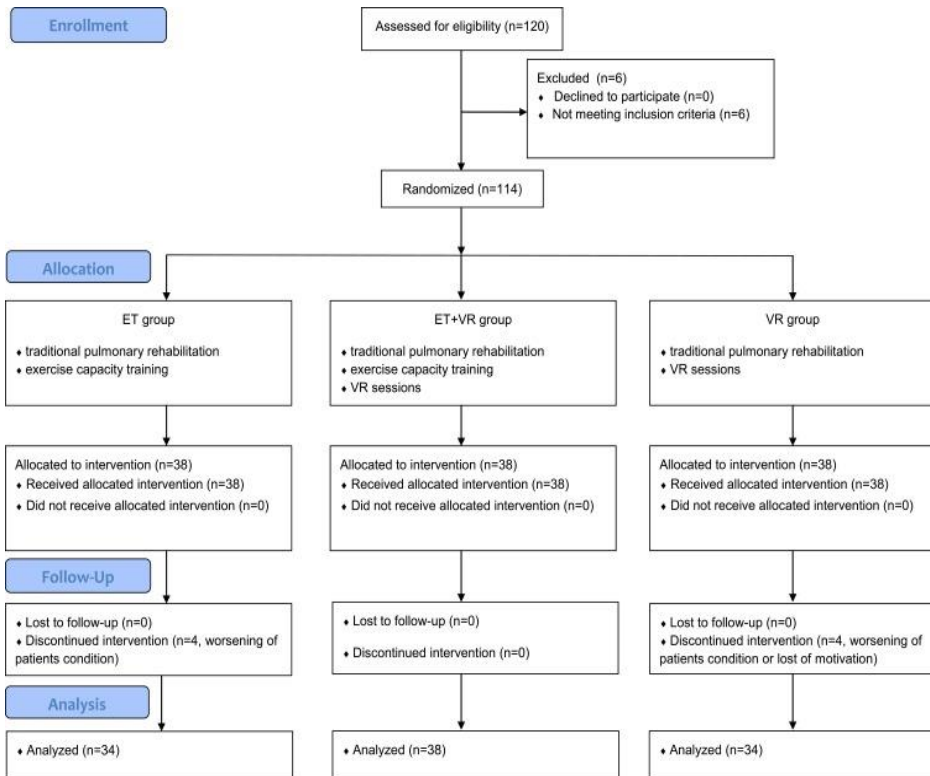 Enrollment
Assessed for eligibility (n=120)
Excluded (n=6)
♦ Declined to participate (n=0)
♦ Not meeting inclusion criteria (n=6)
Randomized (n=114)
Allocation
ET group
♦ traditional pulmonary rehabilitation
♦ exercise capacity training
ET+VR group
♦ traditional pulmonary rehabilitation
♦ exercise capacity training
♦ VR sessions
VR group
♦ traditional pulmonary rehabilitation
♦ VR sessions
Allocated to intervention (n=38)
♦ Received allocated intervention (n=38)
♦ Did not receive allocated intervention (n=0)
Allocated to intervention (n=38)
♦ Received allocated intervention (n=38)
♦ Did not receive allocated intervention (n=0)
Allocated to intervention (n=38)
♦ Received allocated intervention (n=38)
♦ Did not receive allocated intervention (n=0)
Follow-Up
♦ Lost to follow-up (n=0)
♦ Discontinued intervention (n=4, worsening of
patients condition)
♦ Lost to follow-up (n=0)
♦ Discontinued intervention (n=0)
♦ Lost to follow-up (n=0)
♦ Discontinued intervention (n=4, worsening of
patients condition or lost of motivation)
Analysis
♦ Analyzed (n=34)
♦ Analyzed (n=38)
♦ Analyzed (n=34)